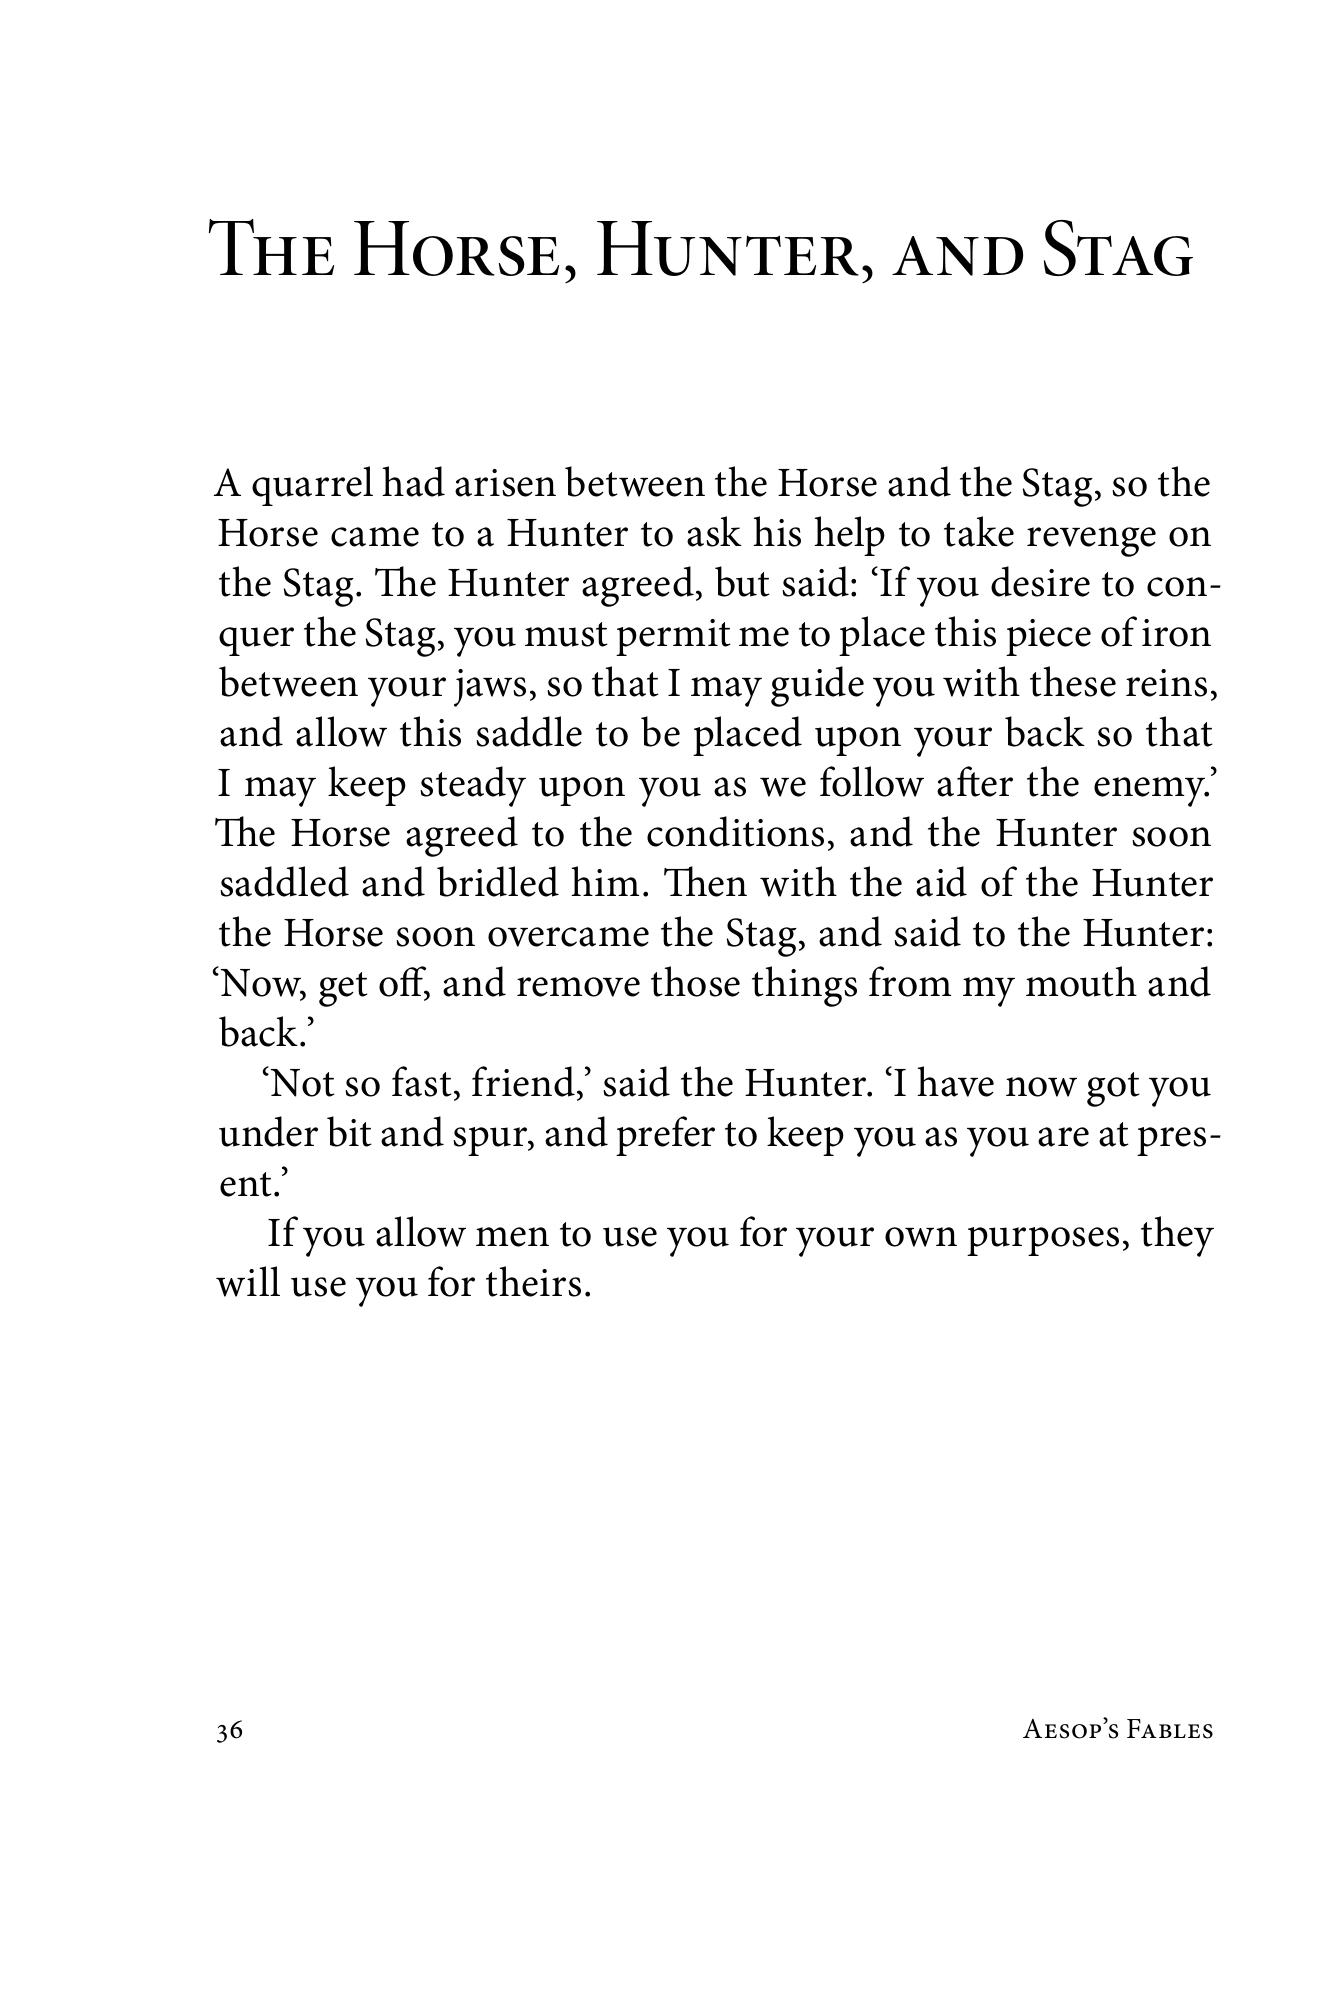 The Horse, Hunter, and Stag
A quarrel had arisen between the Horse and the Stag, so the
Horse came to a Hunter to ask his help to take revenge on
the Stag. The Hunter agreed, but said: ‘If you desire to con-
quer the Stag, you must permit me to place this piece of iron
between your jaws, so that I may guide you with these reins,
and allow this saddle to be placed upon your back so that
I may keep steady upon you as we follow after the enemy.’
The Horse agreed to the conditions, and the Hunter soon
saddled and bridled him. Then with the aid of the Hunter
the Horse soon overcame the Stag, and said to the Hunter:
‘Now, get off, and remove those things from my mouth and
back.’
‘Not so fast, friend,’ said the Hunter. ‘I have now got you
under bit and spur, and prefer to keep you as you are at pres-
ent.’
If you allow men to use you for your own purposes, they
will use you for theirs.
36 Aesop’s Fables